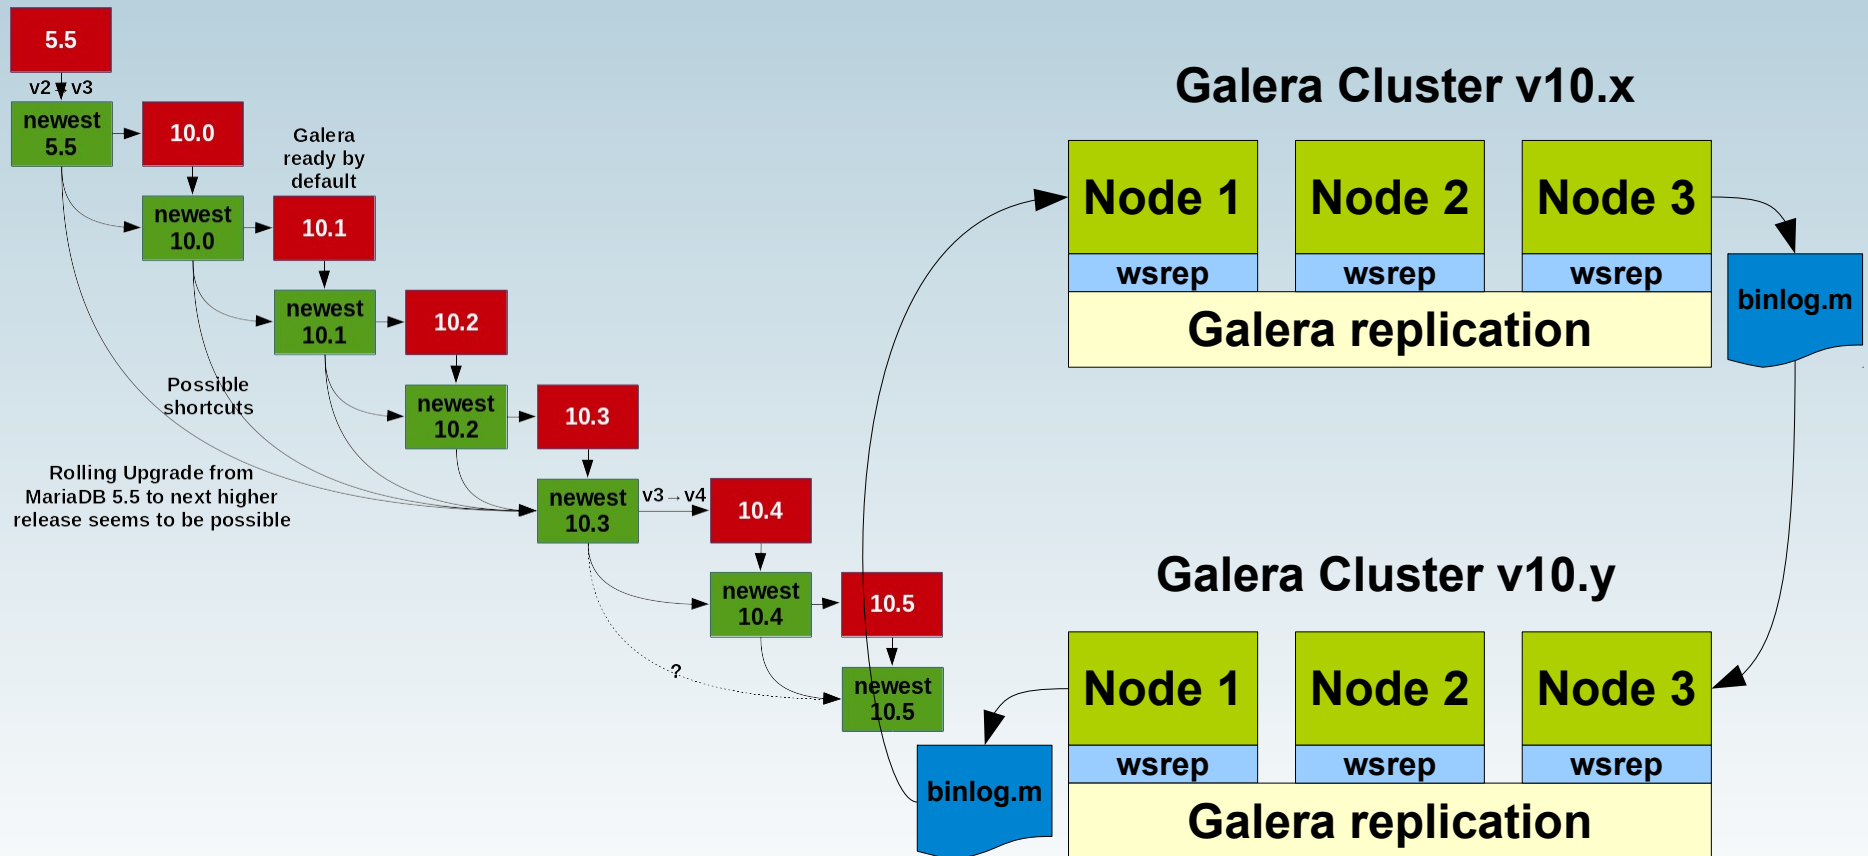 5.5
v2 v3
newest
5.5
10.0
Galera
ready by
default
newest
10.0
10.1
newest
10.1
10.2
Possible
shortcuts
newest
10.2
10.3
Rolling Upgrade from
MariaDB 5.5 to next higher
release seems to be possible
newest
10.3
v3→v4
10.4
newest
10.4
10.5
?
newest
10.5
Galera Cluster v10.x
Node 1
Node 2
Node 3
wsrep
wsrep
wsrep
Galera replication
binlog.m
Galera Cluster v10.y
Node 1
Node 2
Node 3
wsrep
wsrep
wsrep
Galera replication
binlog.m